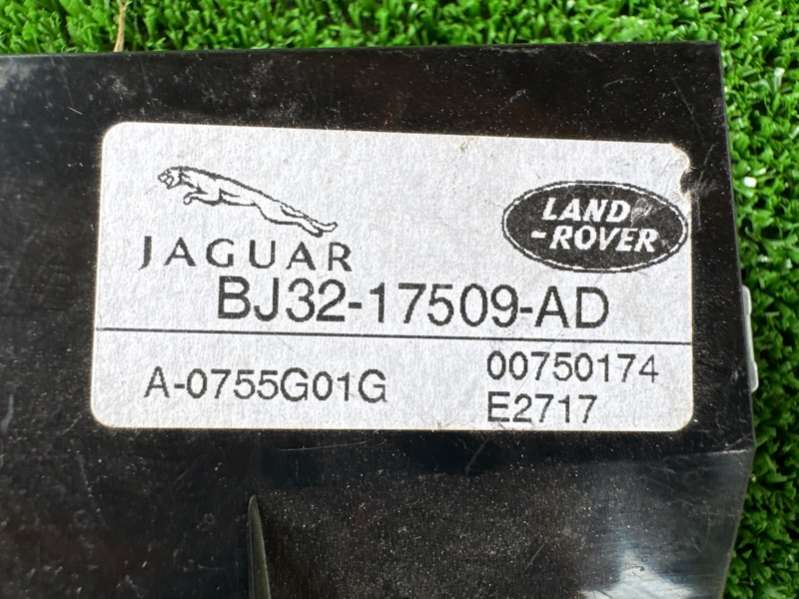 JAGUAR
LAND
-ROVER
BJ32-17509-AD
A-0755G01G
00750174
E2717